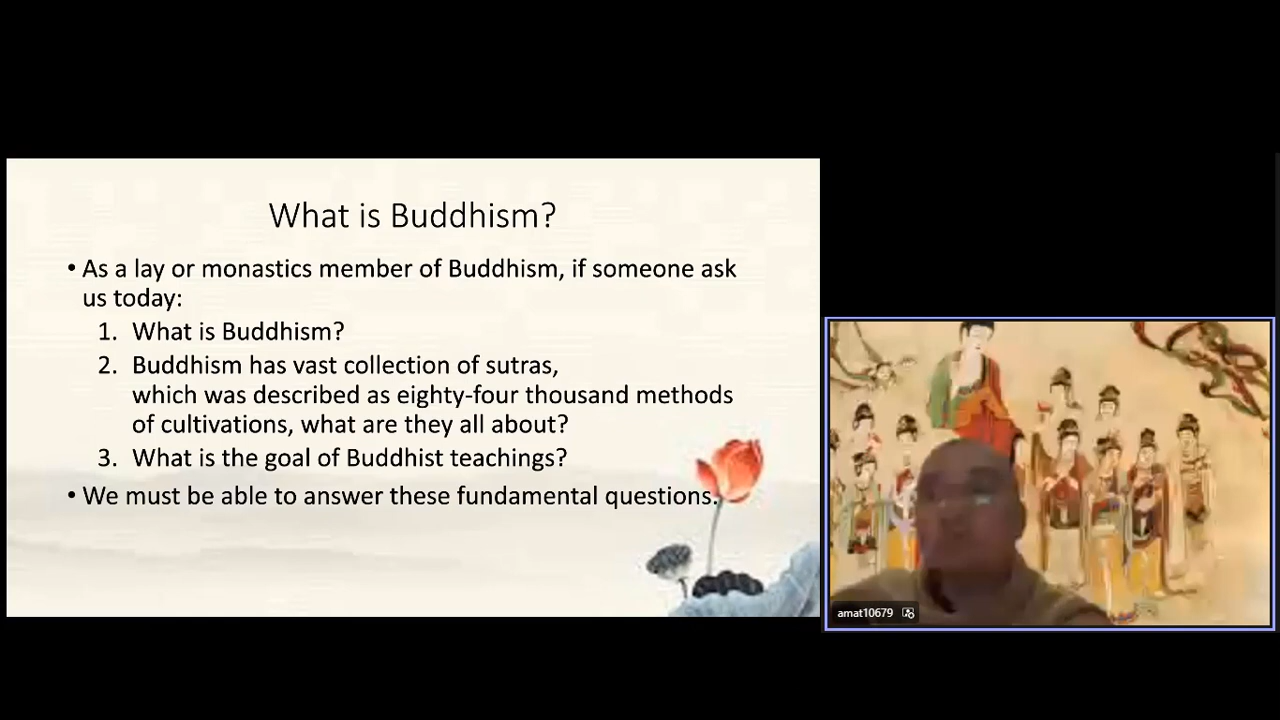 What is Buddhism?
• As a lay or monastics member of Buddhism, if someone ask
us today:
1. What is Buddhism?
2. Buddhism has vast collection of sutras,
which was described as eighty-four thousand methods
of cultivations, what are they all about?
3. What is the goal of Buddhist teachings?
• We must be able to answer these fundamental questions.
amat10679